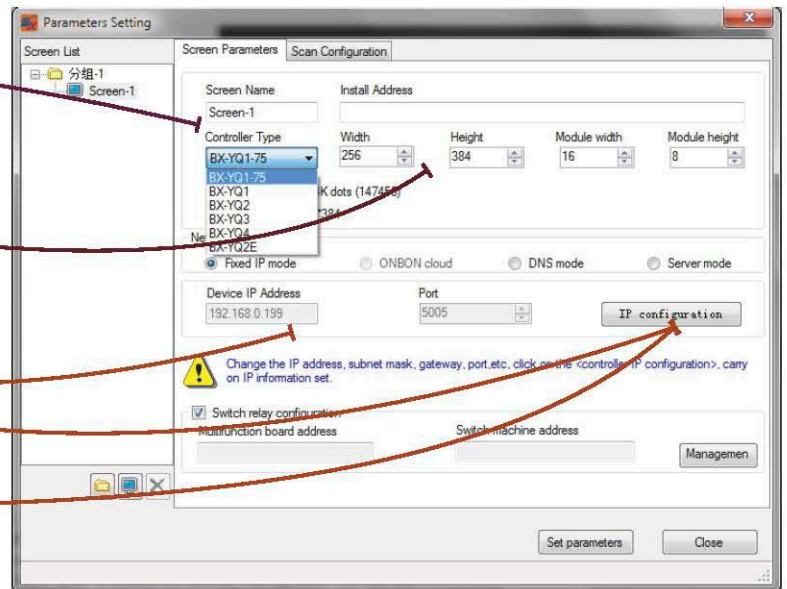 Parameters Setting
Screen List
Screen Parameters
Scan Configuration
分组-1
Screen-1
Screen Name
Install Address
Screen-1
Controller Type
Width
Height
Module width
Module height
BX-YQ1-75
256
384
16
8
BX-YQ1-75
BX-YQ1
K dots (147456)
BX-YQ2
BX-YQ3
384
BX-YQ4
Ne
BX-YQ2E
Fixed IP mode
ONBON cloud
DNS mode
Server mode
Device IP Address
Port
192.168.0.199
5005
IP configuration
Change the IP address, subnet mask, gateway, port,etc, click on the <controller IP configuration>, carry
on IP information set.
Switch relay configuration
Multifunction board address
Switch machine address
Managemen
Set parameters
Close